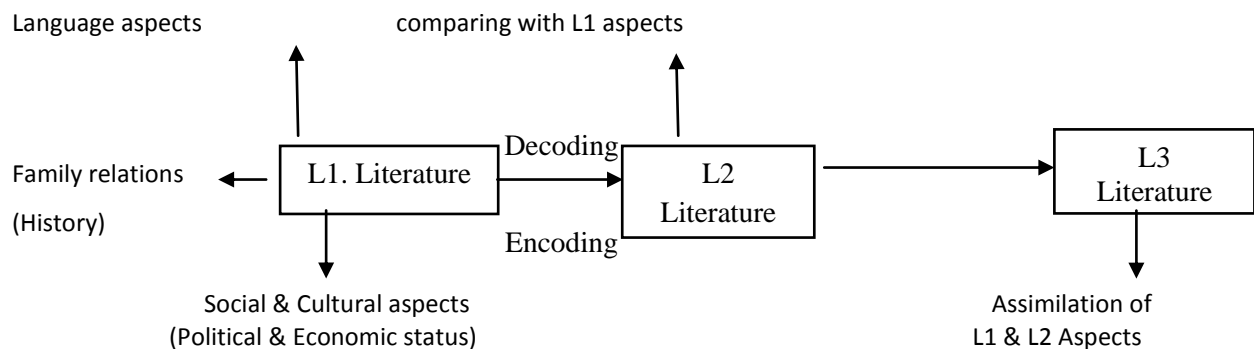 Language aspects
comparing with L1 aspects
Decoding
L1. Literature
L2
Literature
L3
Literature
Family relations
(History)
Encoding
Social & Cultural aspects
(Political & Economic status)
Assimilation of
L1 & L2 Aspects